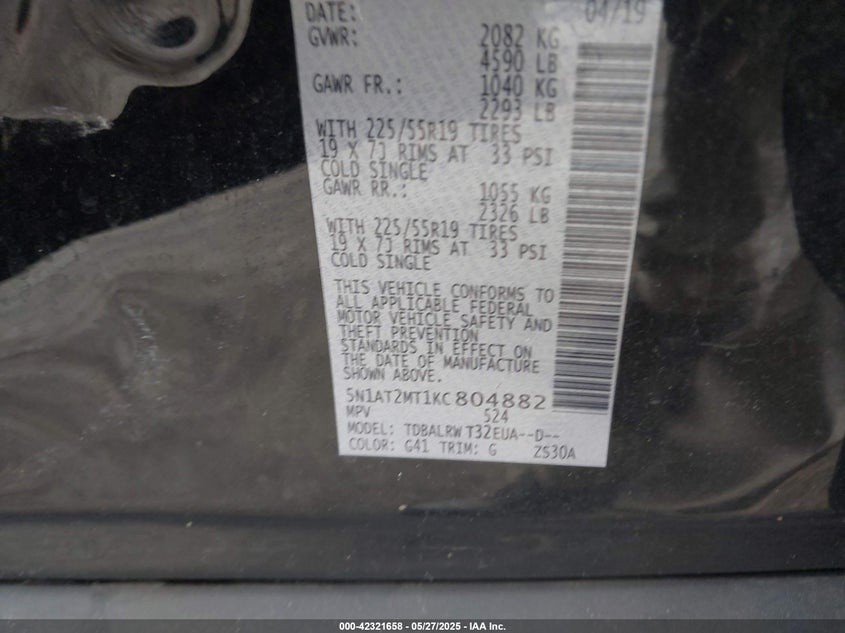 DATE: 04/19
GVWR: 2082 KG
4590 LB
GAWR FR.: 1040 KG
2293 LB
WITH 225/55R19 TIRES
19 X 7J RIMS AT 33 PSI
COLD SINGLE
GAWR RR.: 1055 KG
2326 LB
WITH 225/55R19 TIRES
19 X 7J RIMS AT 33 PSI
COLD SINGLE
THIS VEHICLE CONFORMS TO
ALL APPLICABLE FEDERAL
MOTOR VEHICLE SAFETY AND
THEFT PREVENTION
STANDARDS IN EFFECT ON
THE DATE OF MANUFACTURE
SHOWN ABOVE.
5N1AT2MT1KC804882
MPV 524
MODEL: TDBALRWT32EUA--D--
COLOR: G41 TRIM: G ZS30A
000-42321658 - 05/27/2025 - IAA Inc.